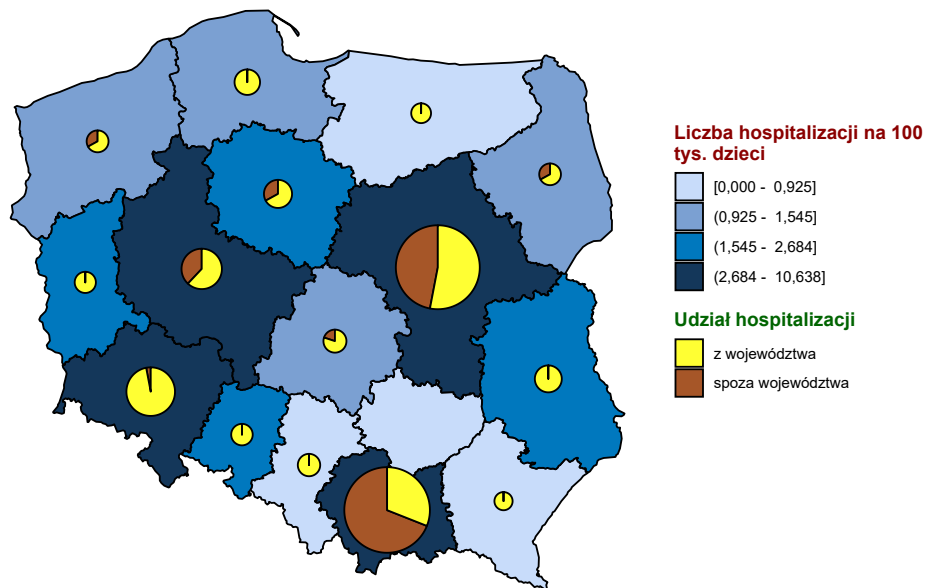 Liczba hospitalizacji na 100
tys. dzieci
[0,000 - 0,925]
(0,925 - 1,545]
(1,545 - 2,684]
(2,684 - 10,638]
Udział hospitalizacji
z województwa
spoza województwa